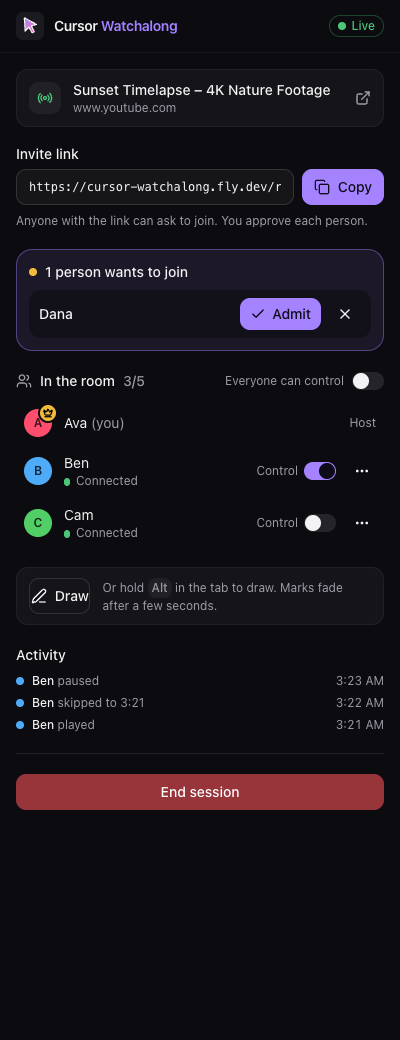 Cursor Watchalong
Live
Sunset Timelapse – 4K Nature Footage
www.youtube.com
Invite link
https://cursor-watchalong.fly.dev/r
Copy
Anyone with the link can ask to join. You approve each person.
1 person wants to join
Dana
Admit
In the room 3/5
Everyone can control
A
Ava (you)
Host
B
Ben
Connected
Control
C
Cam
Connected
Control
Draw
Or hold Alt in the tab to draw. Marks fade
after a few seconds.
Activity
Ben paused
3:23 AM
Ben skipped to 3:21
3:22 AM
Ben played
3:21 AM
End session